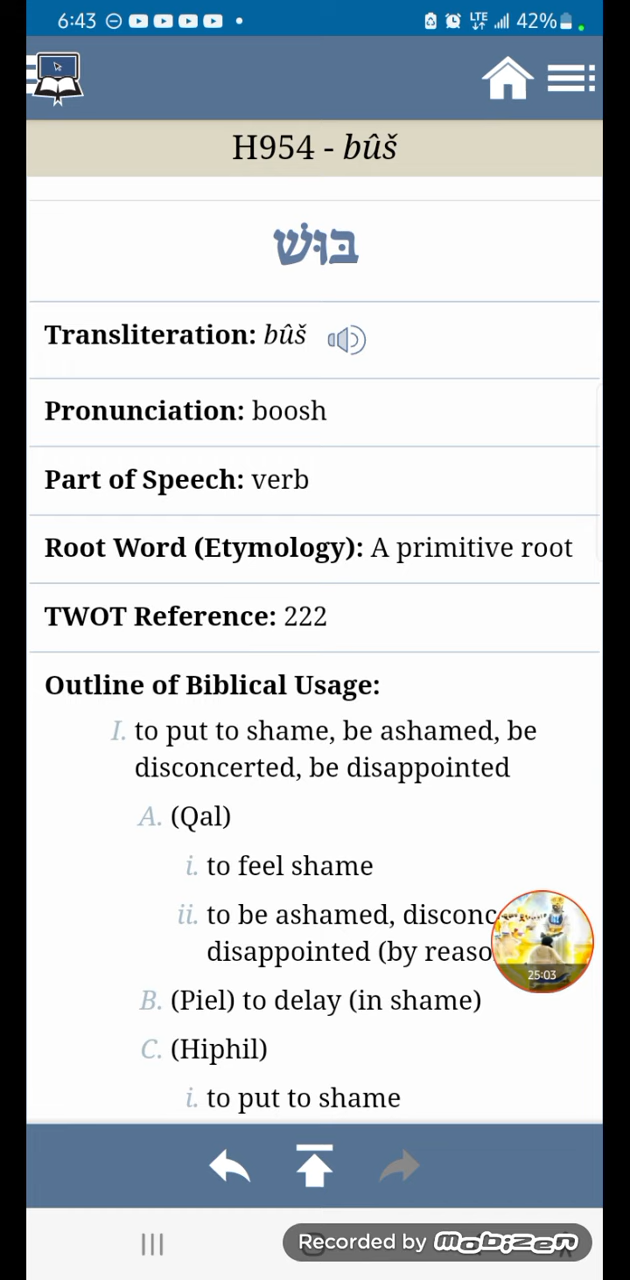 6:43
LTE
42%
H954 - bûš
בּוּשׁ
Transliteration: bûš
Pronunciation: boosh
Part of Speech: verb
Root Word (Etymology): A primitive root
TWOT Reference: 222
Outline of Biblical Usage:
I. to put to shame, be ashamed, be
disconcerted, be disappointed
A. (Qal)
i. to feel shame
ii. to be ashamed,
disappointed (by
25:03
B. (Piel) to delay (in shame)
C. (Hiphil)
i. to put to shame
Recorded by mobizen